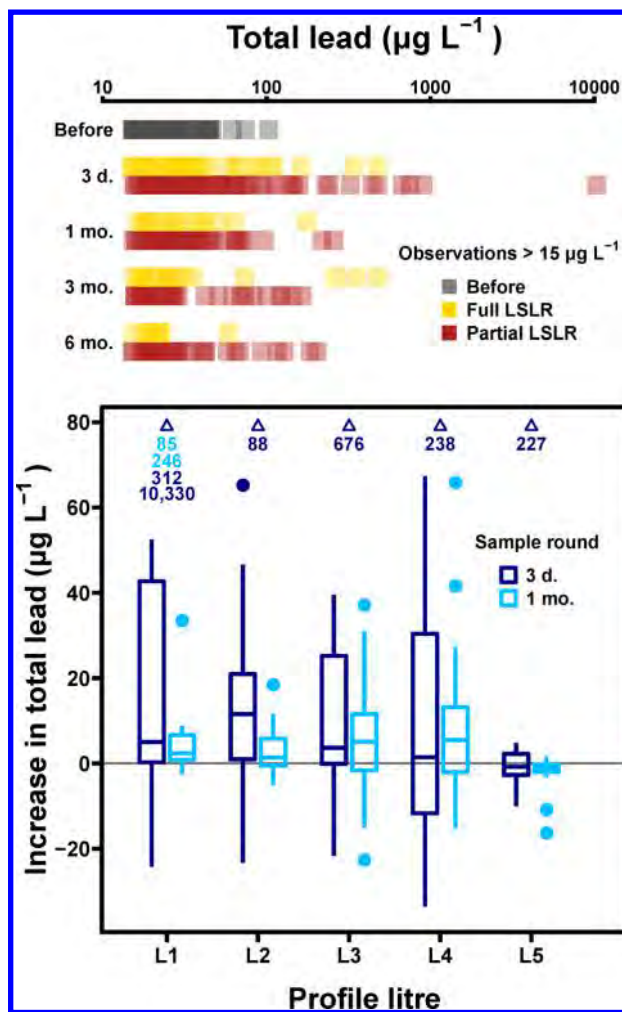 Total lead (µg L⁻¹)
10 100 1000 10000
Before
3 d.
1 mo.
3 mo.
6 mo.
Observations > 15 µg L⁻¹
Before
Full LSLR
Partial LSLR
Increase in total lead (µg L⁻¹)
80
60
40
20
0
−20
85 88 676 238 227
246
312
10,330
Sample round
3 d.
1 mo.
L1 L2 L3 L4 L5
Profile litre